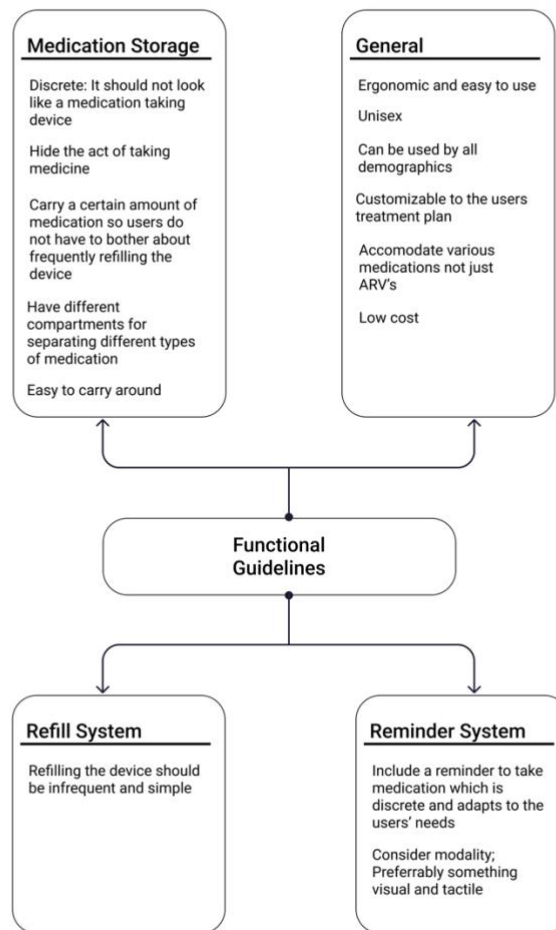 Medication Storage
Discrete: It should not look
like a medication taking
device
Hide the act of taking
medicine
Carry a certain amount of
medication so users do
not have to bother about
frequently refilling the
device
Have different
compartments for
separating different types
of medication
Easy to carry around
General
Ergonomic and easy to use
Unisex
Can be used by all
demographics
Customizable to the users
treatment plan
Accomodate various
medications not just
ARV's
Low cost
Functional
Guidelines
Refill System
Refilling the device should
be infrequent and simple
Reminder System
Include a reminder to take
medication which is
discrete and adapts to the
users' needs
Consider modality;
Preferrably something
visual and tactile